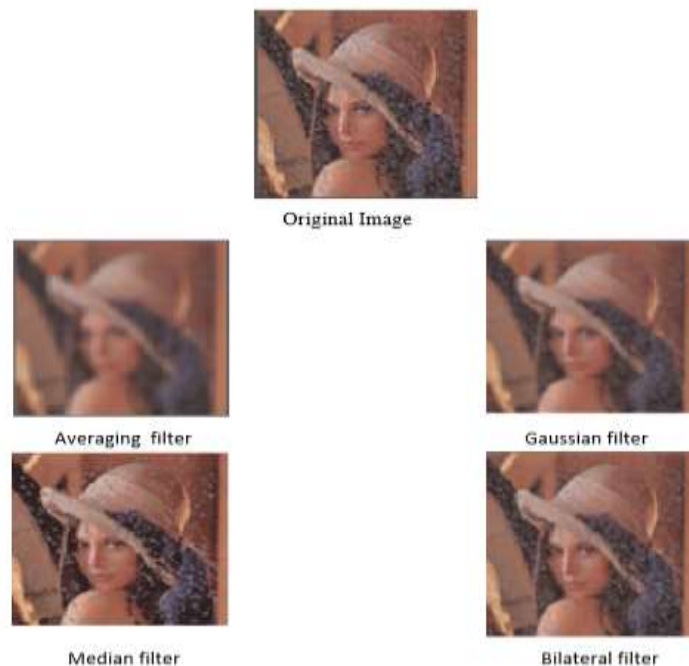 Original Image
Averaging filter
Gaussian filter
Median filter
Bilateral filter